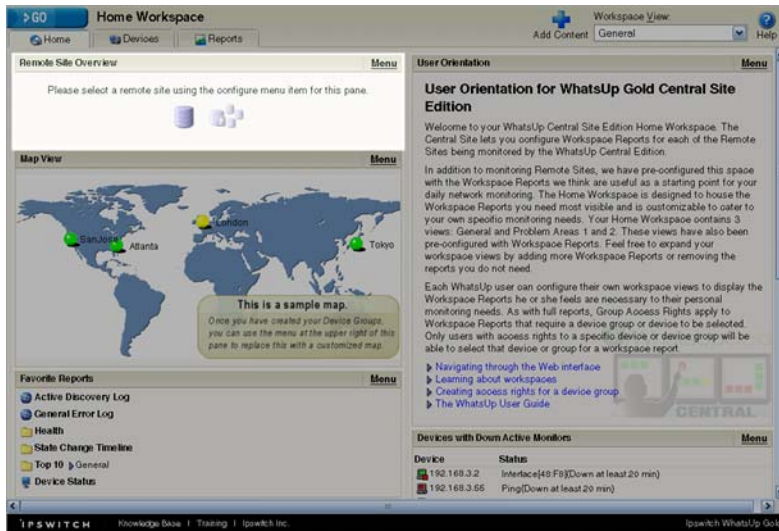 >GO
Home Workspace
Workspace View:
Add Content
General
Help
Home
Devices
Reports
Remote Site Overview
Menu
Please select a remote site using the configure menu item for this pane.
Map View
Menu
SanJose
Atlanta
London
Tokyo
This is a sample map.
Once you have created your Device Groups,
you can use the menu at the upper right of this
pane to replace this with a customized map.
Favorite Reports
Menu
Active Discovery Log
General Error Log
Health
State Change Timeline
Top 10 General
Device Status
User Orientation
Menu
User Orientation for WhatsUp Gold Central Site
Edition
Welcome to your WhatsUp Central Site Edition Home Workspace. The
Central Site lets you configure Workspace Reports for each of the Remote
Sites being monitored by the WhatsUp Central Edition.
In addition to monitoring Remote Sites, we have pre-configured this space
with the Workspace Reports we think are useful as a starting point for your
daily network monitoring. The Home Workspace is designed to house the
Workspace Reports you need most visible and is customizable to cater to
your own specific monitoring needs. Your Home Workspace contains 3
views: General and Problem Areas 1 and 2. These views have also been
pre-configured with Workspace Reports. Feel free to expand your
workspace views by adding more Workspace Reports or removing the
reports you do not need.
Each WhatsUp user can configure their own workspace views to display the
Workspace Reports he or she feels are necessary to their personal
monitoring needs. As with full reports, Group Access Rights apply to
Workspace Reports that require a device group or device to be selected.
Only users with access rights to a specific device or device group will be
able to select that device or group for a workspace report.
Navigating through the Web interface
Learning about workspaces
Creating access rights for a device group
The WhatsUp User Guide
CENTRAL
Devices with Down Active Monitors
Menu
Device Status
192.168.3.2 Interface[48:F8](Down at least 20 min)
192.168.3.55 Ping(Down at least 20 min)
IPSWITCH
Knowledge Base | Training | Ipswitch Inc.
Ipswitch WhatsUp Gold